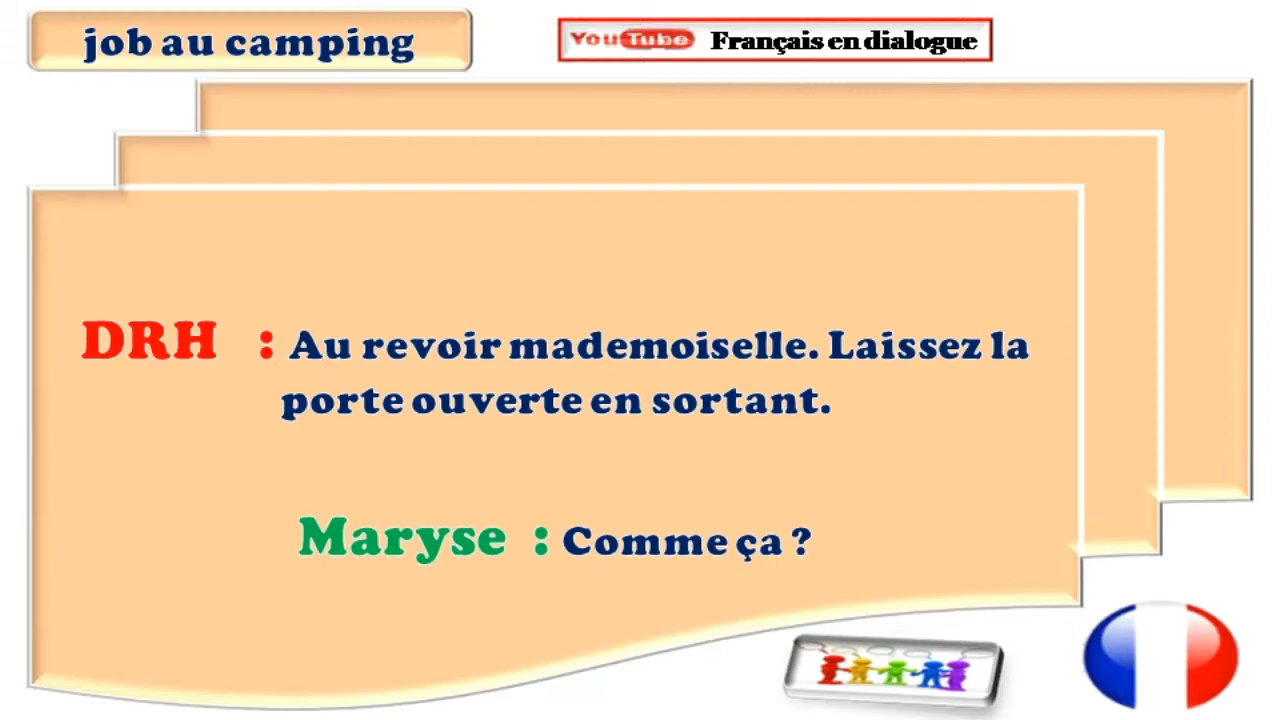 job au camping
YouTube Français en dialogue
DRH : Au revoir mademoiselle. Laissez la
porte ouverte en sortant.
Maryse : Comme ça ?